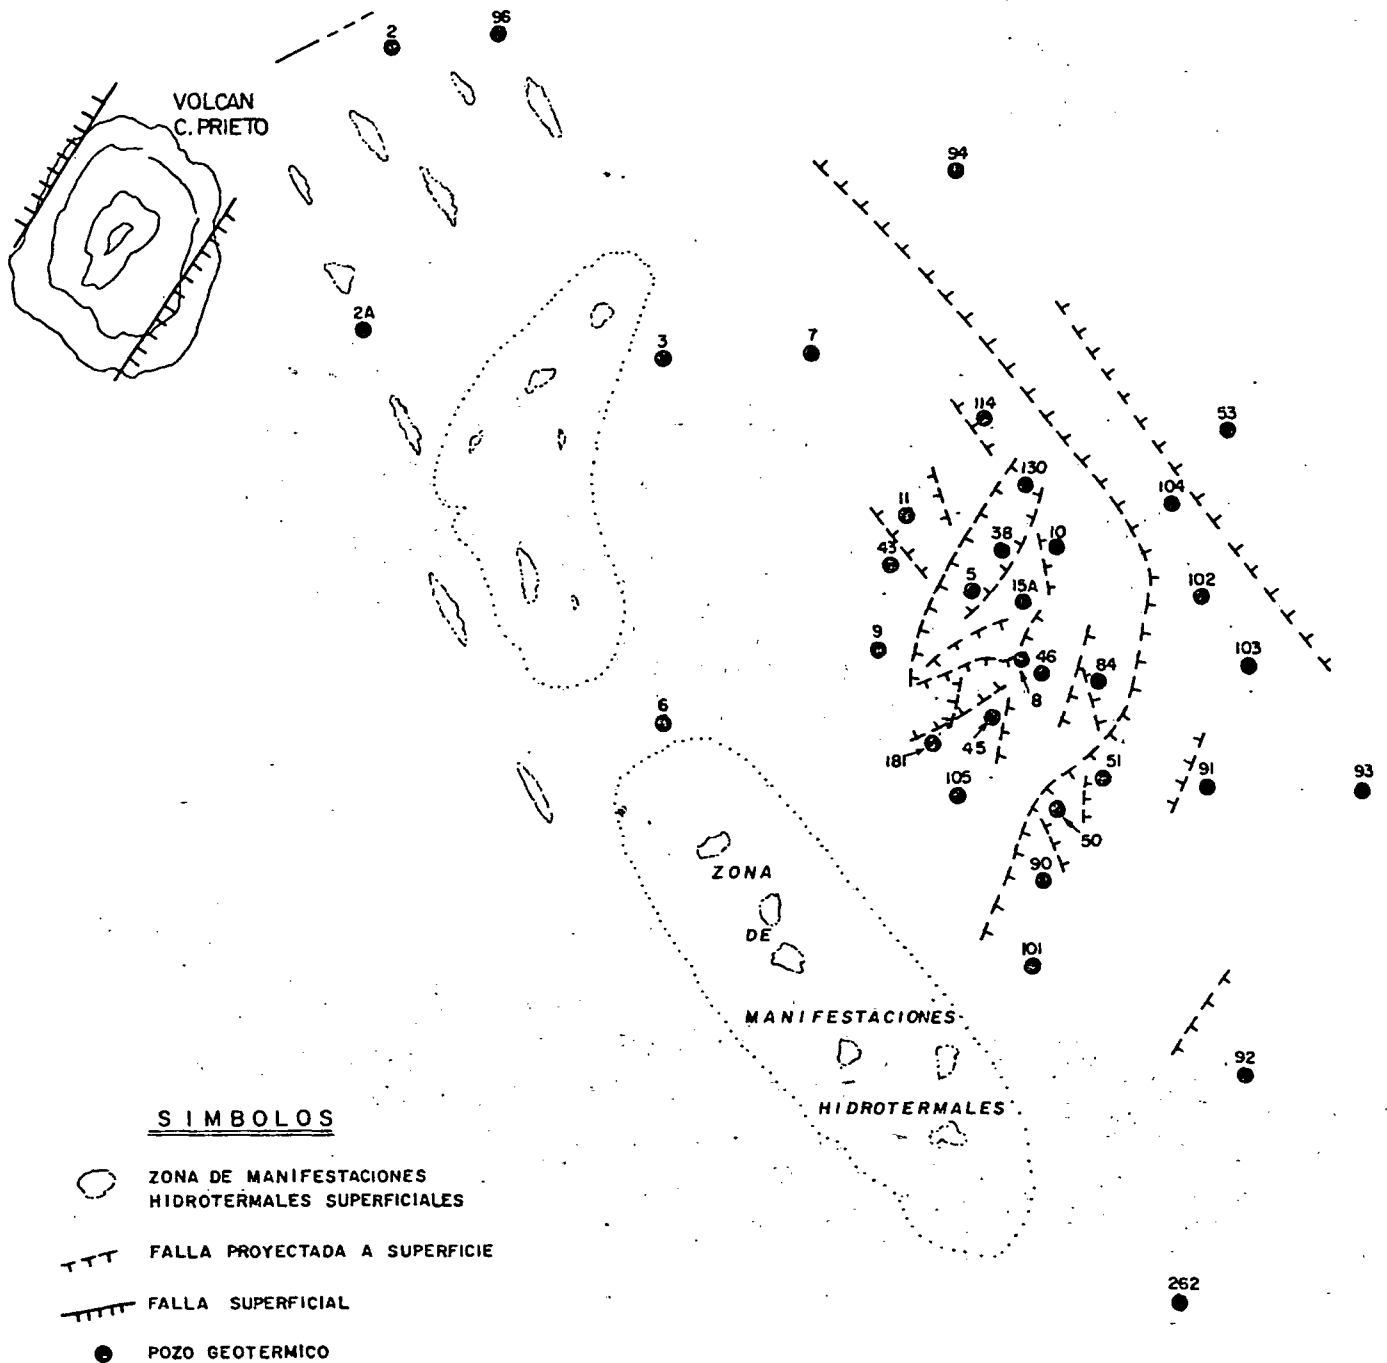 2
96
VOLCAN
C. PRIETO
94
2A
3
7
114
53
130
104
11
38
10
43
5
15A
102
9
103
46
84
8
6
45
181
105
51
91
93
50
90
ZONA
DE
101
MANIFESTACIONES
92
HIDROTERMALES
SIMBOLOS
ZONA DE MANIFESTACIONES
HIDROTERMALES SUPERFICIALES
FALLA PROYECTADA A SUPERFICIE
FALLA SUPERFICIAL
262
POZO GEOTERMICO